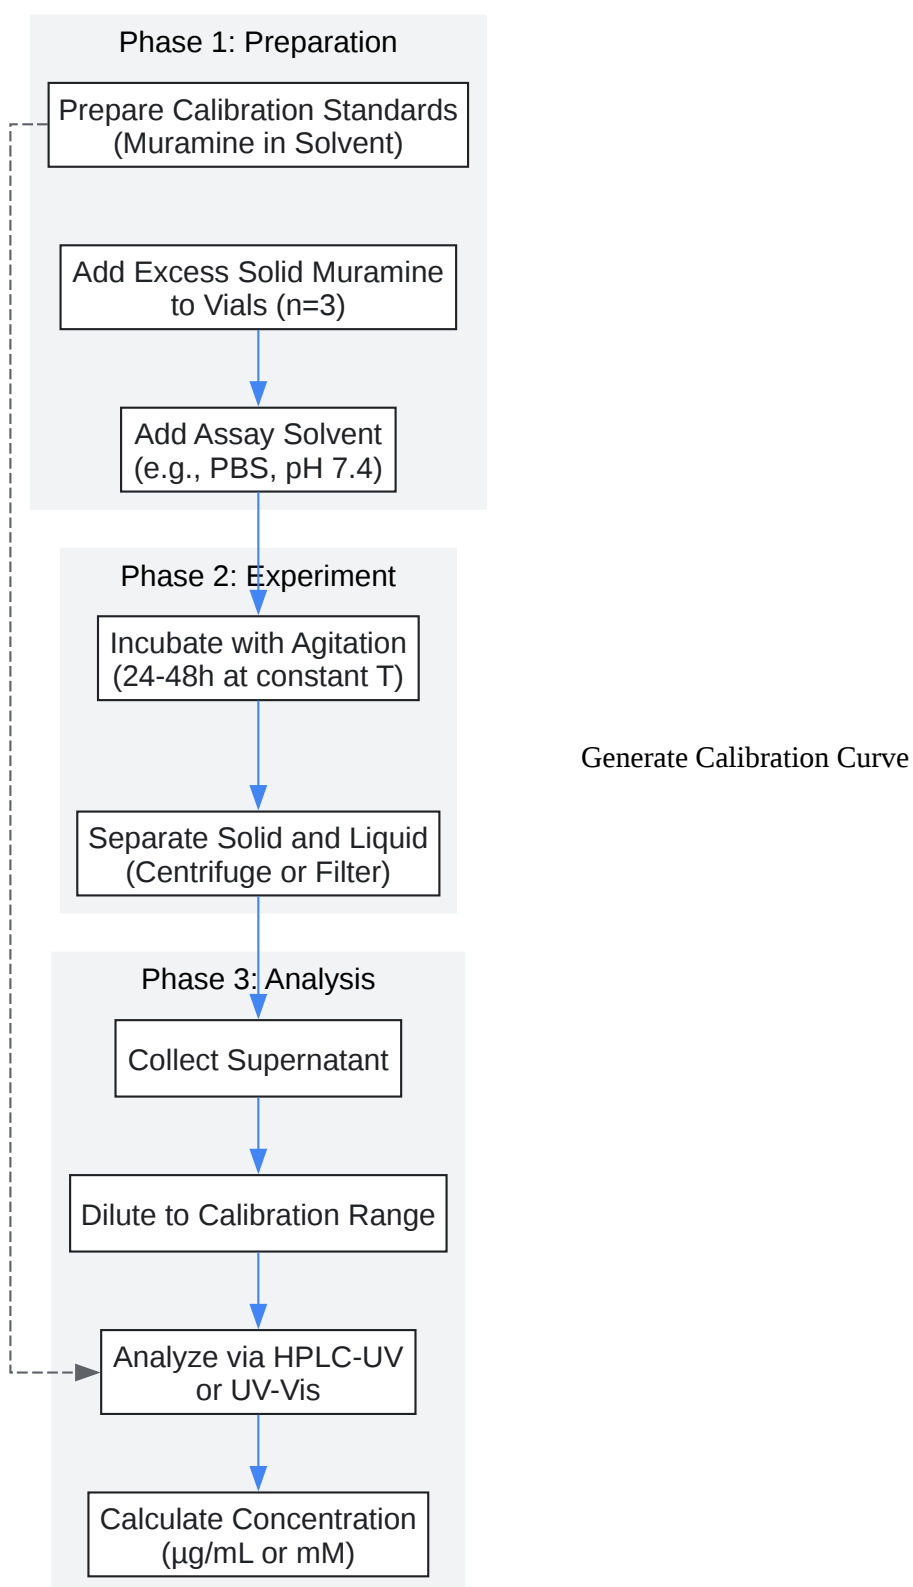 Phase 1: Preparation
Prepare Calibration Standards
(Muramine in Solvent)
Add Excess Solid Muramine
to Vials (n=3)
Add Assay Solvent
(e.g., PBS, pH 7.4)
Phase 2: Experiment
Incubate with Agitation
(24-48h at constant T)
Generate Calibration Curve
Separate Solid and Liquid
(Centrifuge or Filter)
Phase 3: Analysis
Collect Supernatant
Dilute to Calibration Range
Analyze via HPLC-UV
or UV-Vis
Calculate Concentration
(µg/mL or mM)